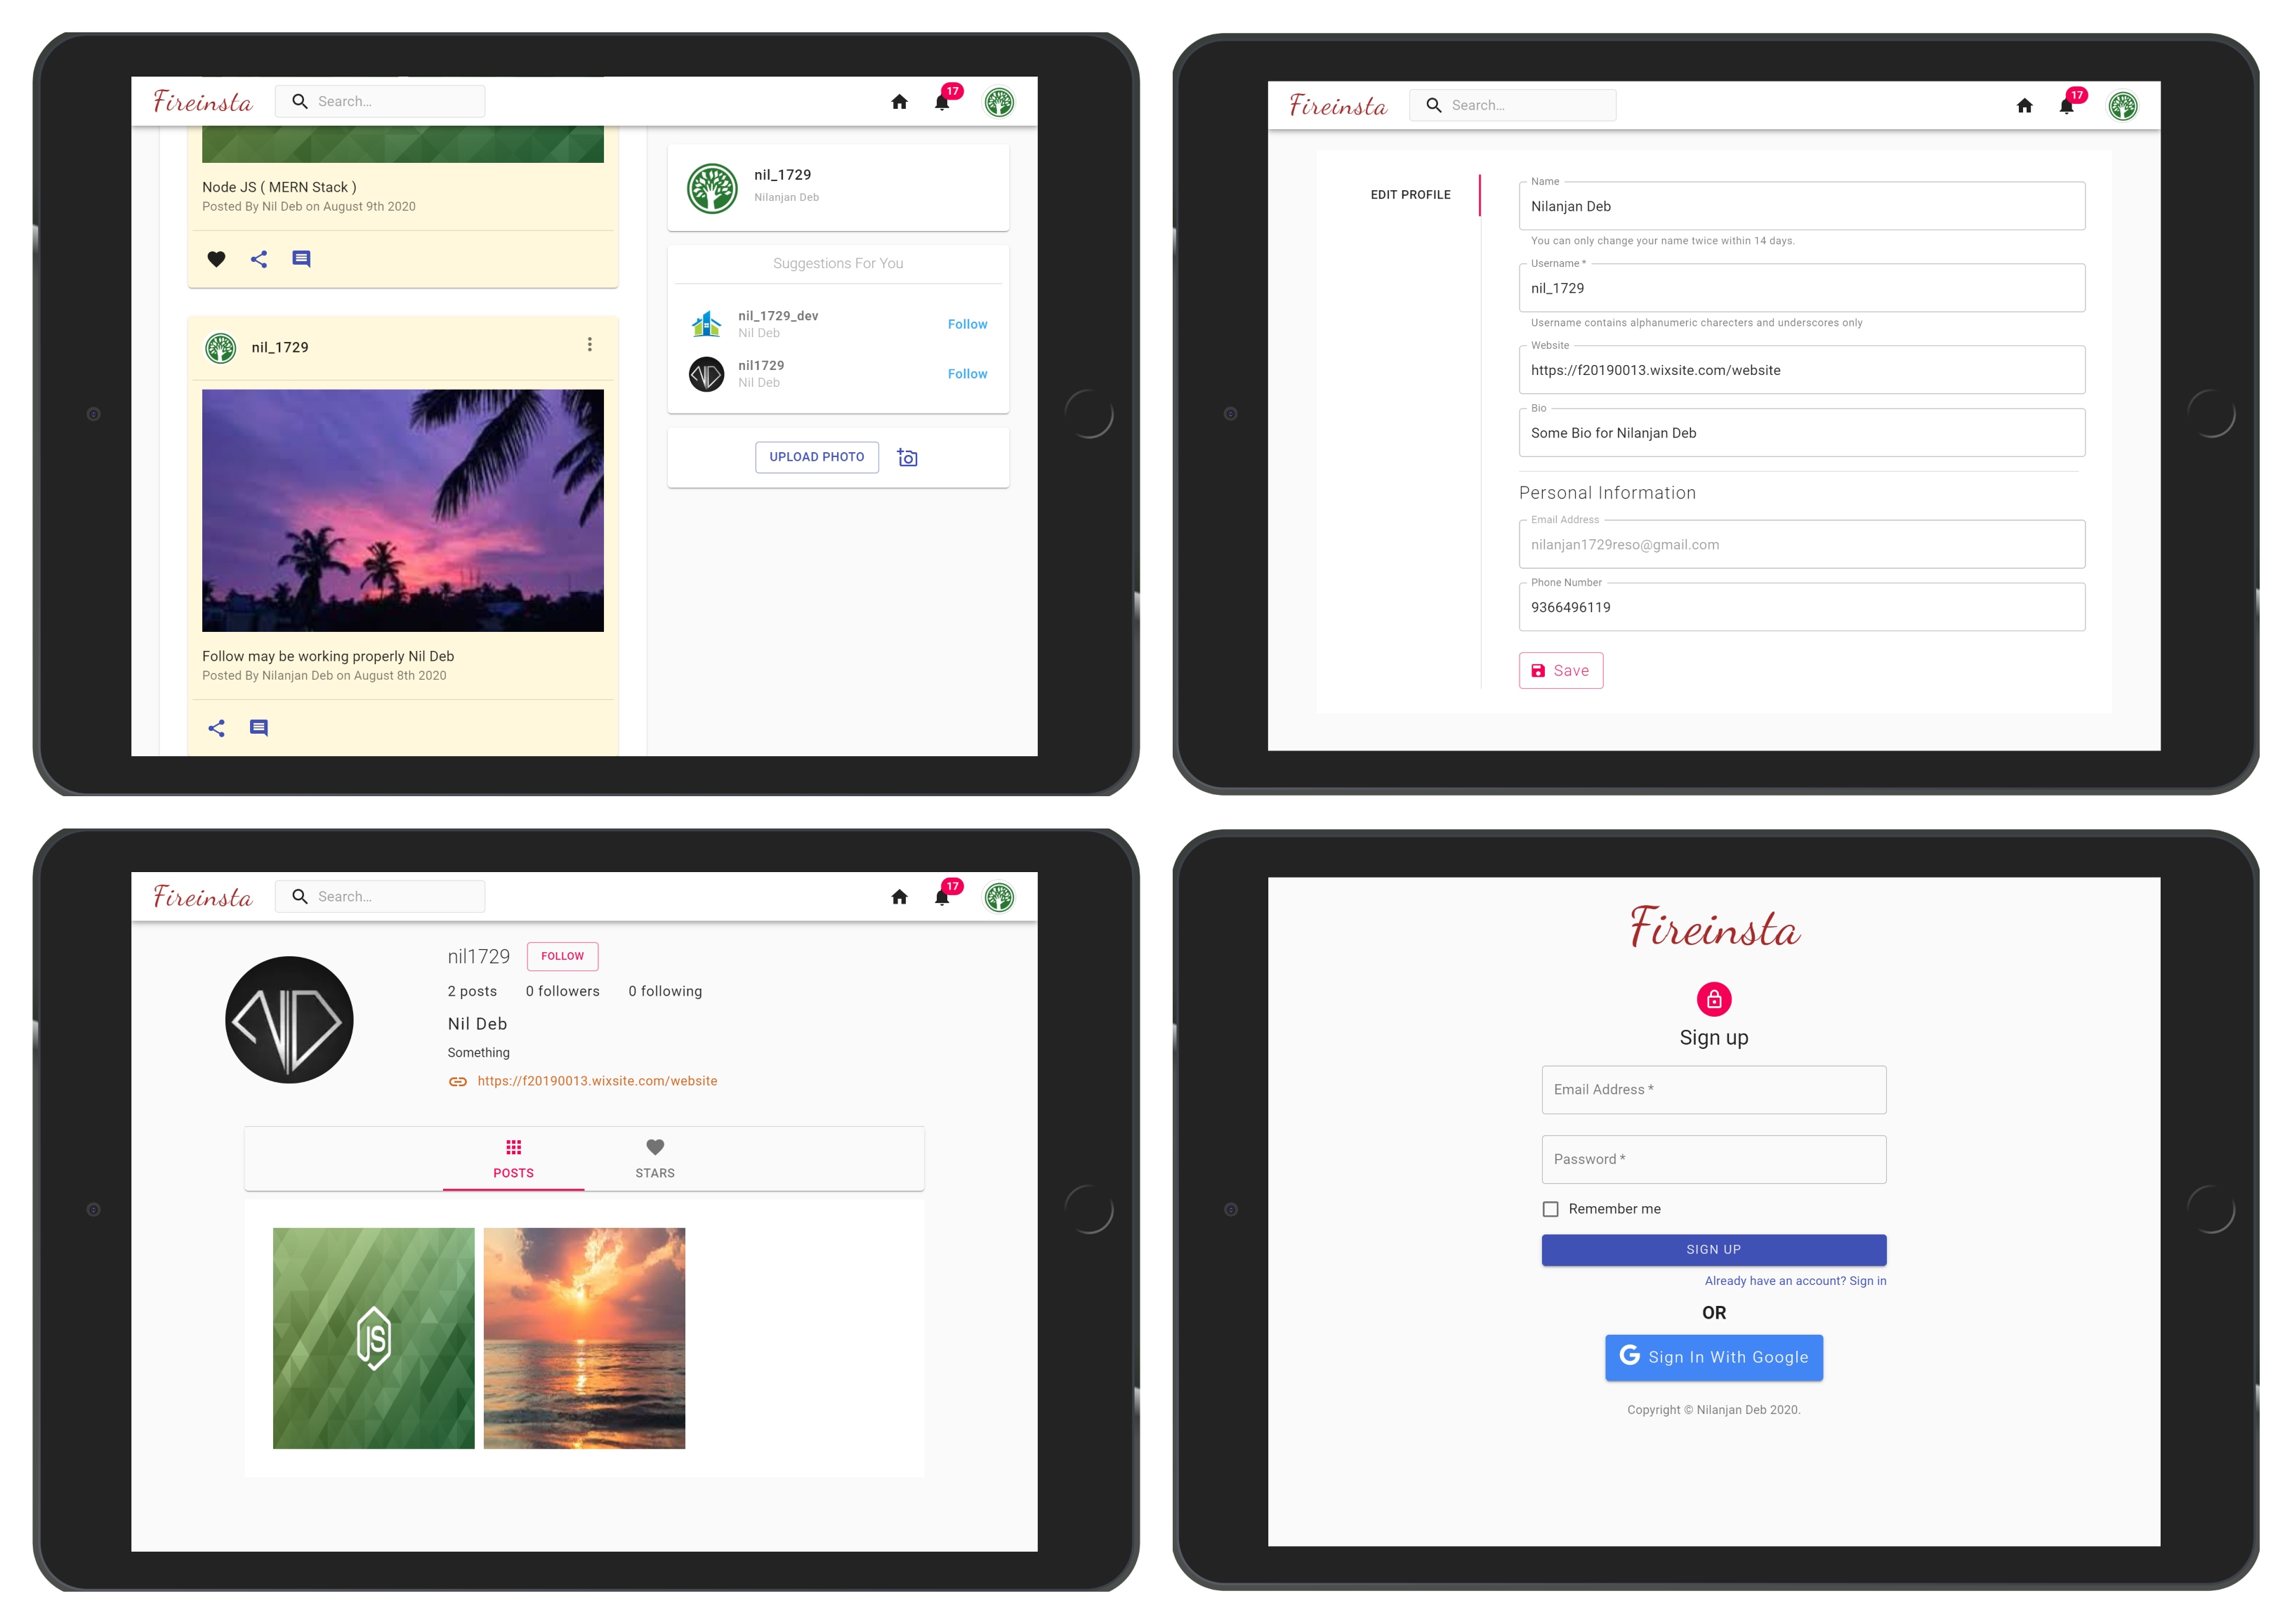 Fireinsta
Search...
17
Node JS ( MERN Stack )
Posted By Nil Deb on August 9th 2020
nil_1729
Follow may be working properly Nil Deb
Posted By Nilanjan Deb on August 8th 2020
nil_1729
Nilanjan Deb
Suggestions For You
nil_1729_dev
Nil Deb
Follow
nil1729
Nil Deb
Follow
UPLOAD PHOTO
Fireinsta
Search...
17
EDIT PROFILE
Name
Nilanjan Deb
You can only change your name twice within 14 days.
Username *
nil_1729
Username contains alphanumeric charecters and underscores only
Website
https://f20190013.wixsite.com/website
Bio
Some Bio for Nilanjan Deb
Personal Information
Email Address
nilanjan1729reso@gmail.com
Phone Number
9366496119
Save
Fireinsta
Search...
17
NID
nil1729
FOLLOW
2 posts 0 followers 0 following
Nil Deb
Something
https://f20190013.wixsite.com/website
POSTS
STARS
JS
Fireinsta
Sign up
Email Address *
Password *
Remember me
SIGN UP
Already have an account? Sign in
OR
G Sign In With Google
Copyright © Nilanjan Deb 2020.